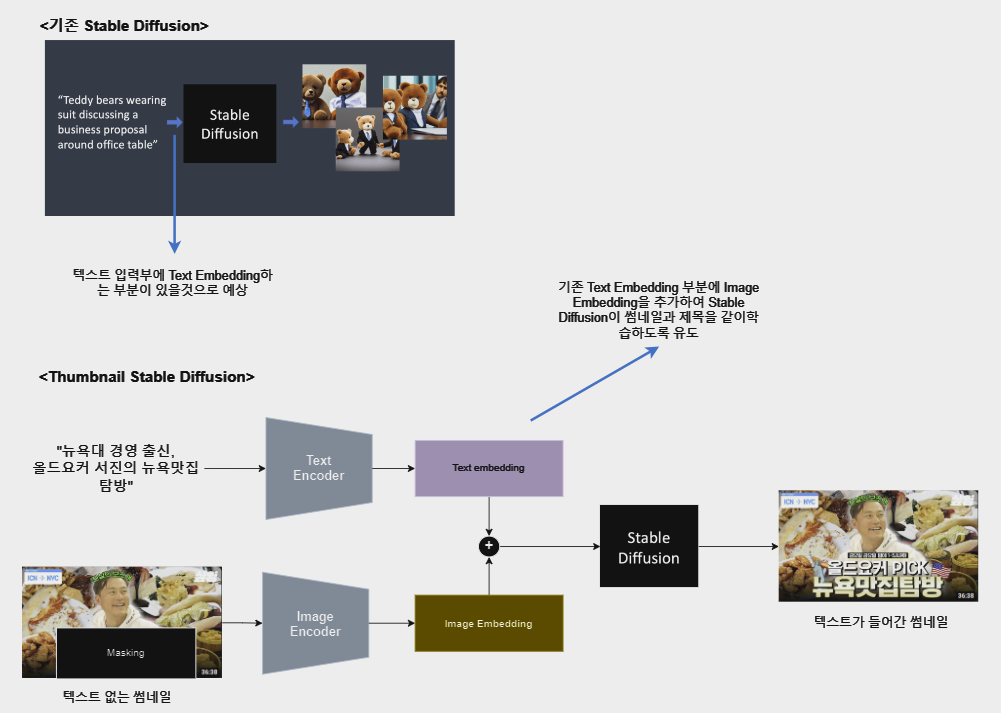 <기존 Stable Diffusion>
“Teddy bears wearing
suit discussing a
business proposal
around office table”
Stable
Diffusion
텍스트 입력부에 Text Embedding하
는 부분이 있을것으로 예상
기존 Text Embedding 부분에 Image
Embedding을 추가하여 Stable
Diffusion이 썸네일과 제목을 같이학
습하도록 유도
<Thumbnail Stable Diffusion>
"뉴욕대 경영 출신,
올드요커 서진의 뉴욕맛집
탐방"
Text
Encoder
Text embedding
+
Stable
Diffusion
ICN → NYC
올드요커 PICK
뉴욕맛집탐방
36:38
텍스트가 들어간 썸네일
ICN → NYC
Masking
36:38
텍스트 없는 썸네일
Image
Encoder
Image Embedding